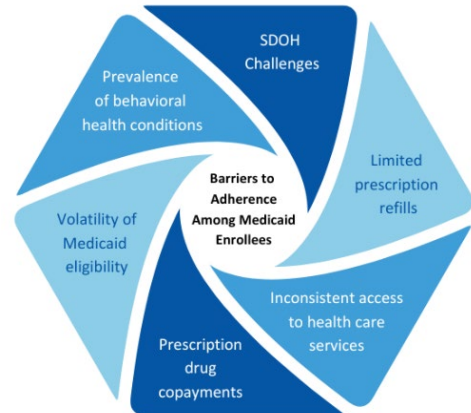 SDOH
Challenges
Limited
prescription
refills
Inconsistent access
to health care
services
Prescription
drug
copayments
Volatility of
Medicaid
eligibility
Prevalence
of behavioral
health conditions
Barriers to
Adherence
Among Medicaid
Enrollees